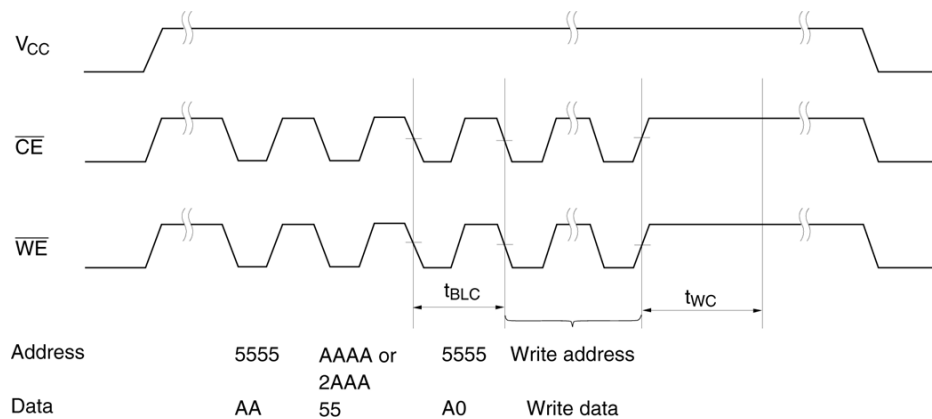 VCC
CE
WE
tBLC
tWC
Address 5555 AAAA or 5555 Write address
2AAA
Data AA 55 A0 Write data